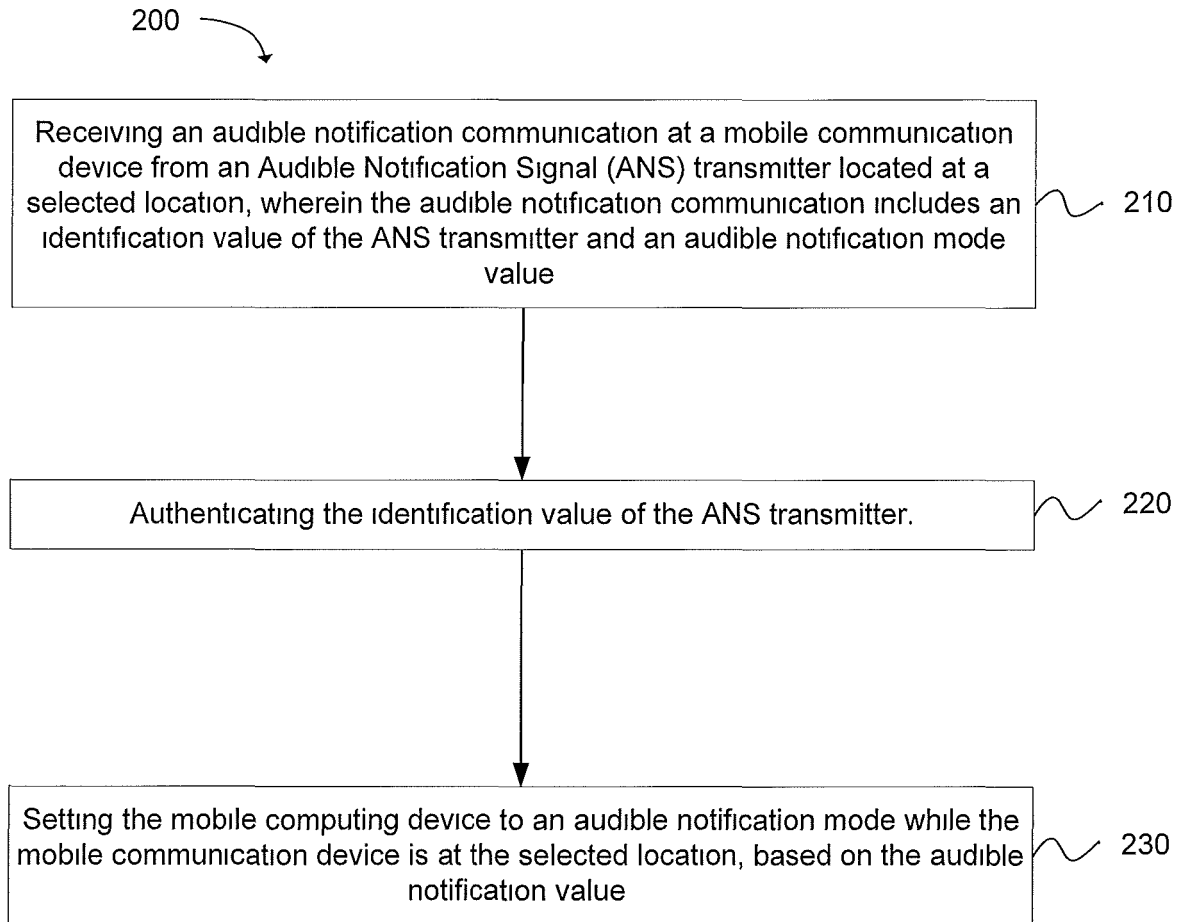 200
Receiving an audible notification communication at a mobile communication
device from an Audible Notification Signal (ANS) transmitter located at a
selected location, wherein the audible notification communication includes an
identification value of the ANS transmitter and an audible notification mode
value
210
Authenticating the identification value of the ANS transmitter.
220
Setting the mobile computing device to an audible notification mode while the
mobile communication device is at the selected location, based on the audible
notification value
230